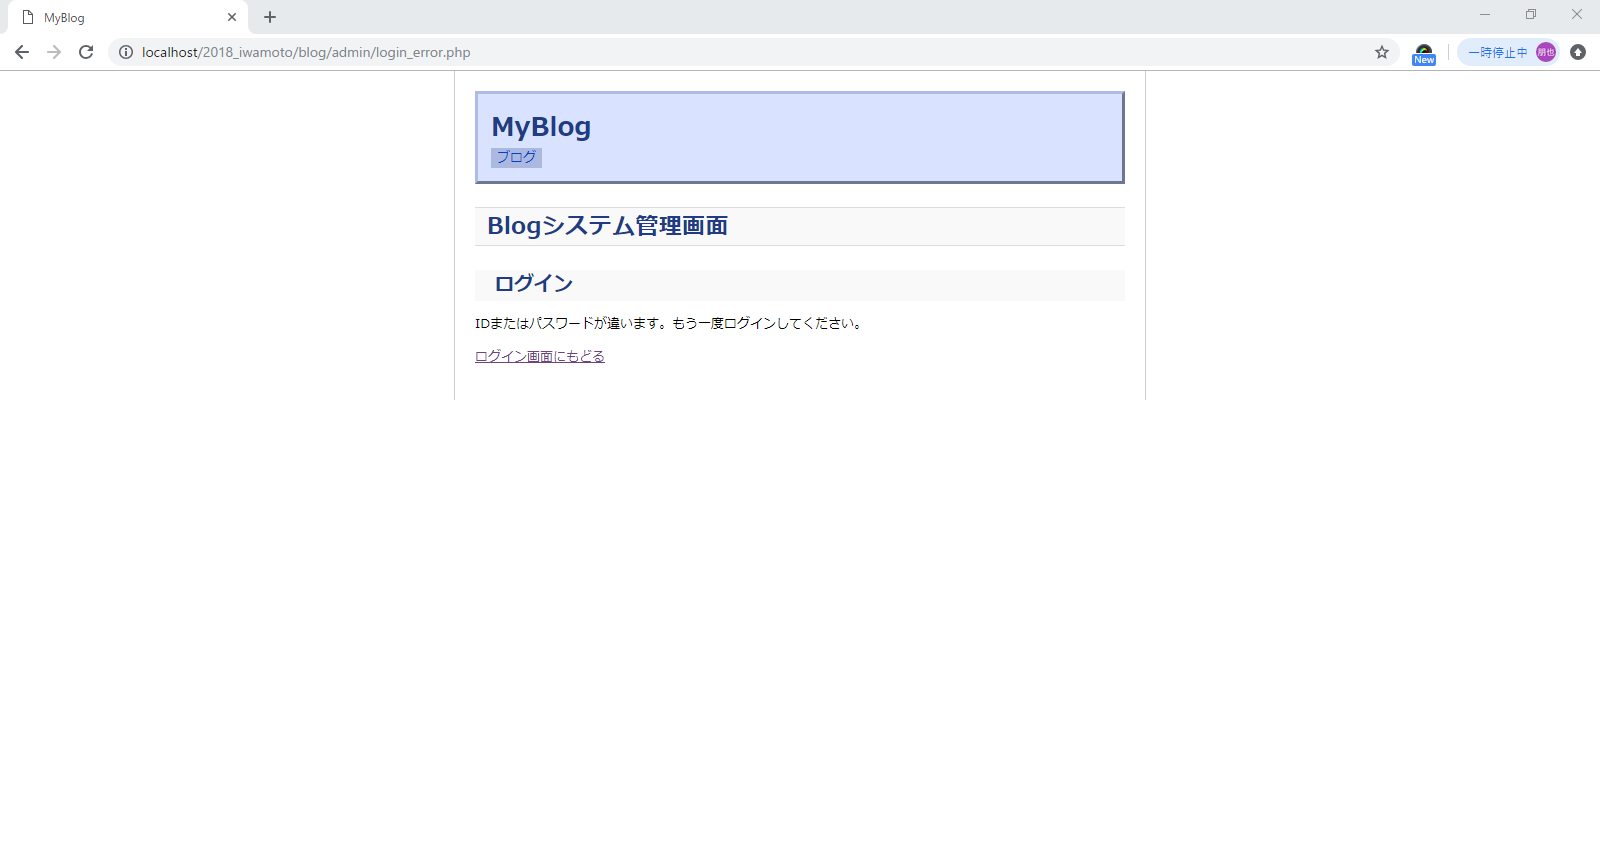 MyBlog
localhost/2018_iwamoto/blog/admin/login_error.php
New
一時停止中
朋也
MyBlog
ブログ
Blogシステム管理画面
ログイン
IDまたはパスワードが違います。もう一度ログインしてください。
ログイン画面にもどる